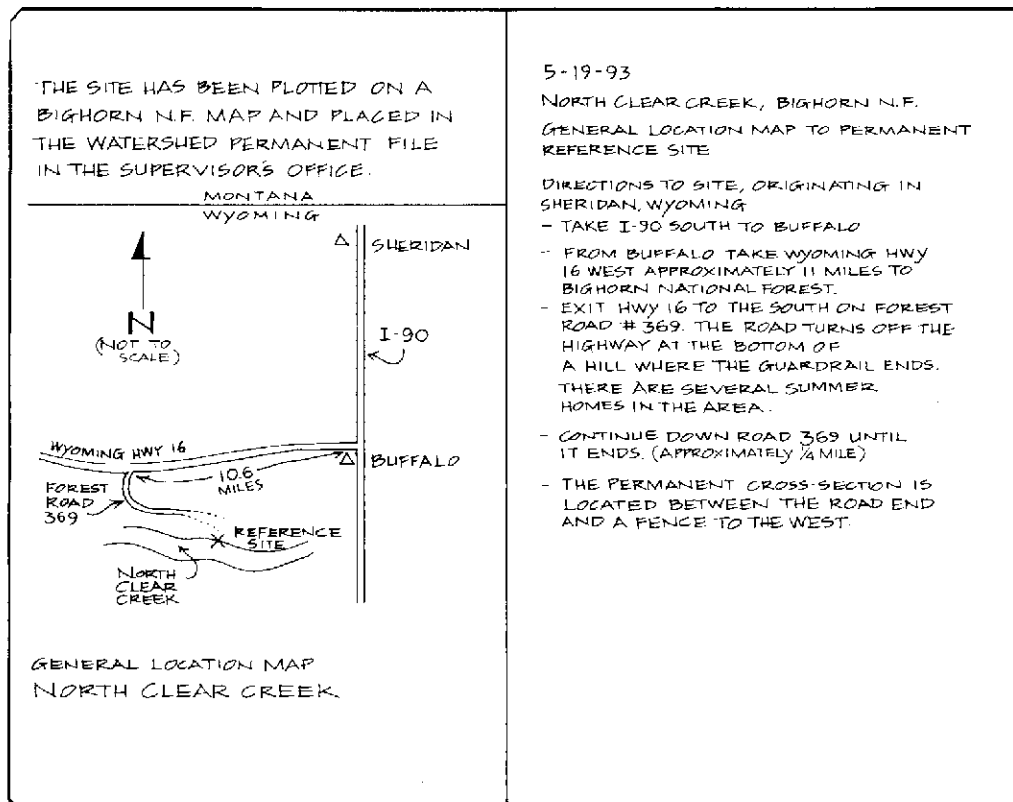 THE SITE HAS BEEN PLOTTED ON A
BIGHORN N.F. MAP AND PLACED IN
THE WATERSHED PERMANENT FILE
IN THE SUPERVISOR'S OFFICE.
MONTANA
WYOMING
SHERIDAN
N
(NOT TO
SCALE)
I-90
WYOMING HWY 16
BUFFALO
10.6
MILES
FOREST
ROAD
369
REFERENCE
SITE
NORTH
CLEAR
CREEK
GENERAL LOCATION MAP
NORTH CLEAR CREEK
5-19-93
NORTH CLEAR CREEK, BIGHORN N.F.
GENERAL LOCATION MAP TO PERMANENT
REFERENCE SITE
DIRECTIONS TO SITE, ORIGINATING IN
SHERIDAN, WYOMING
- TAKE I-90 SOUTH TO BUFFALO
- FROM BUFFALO TAKE WYOMING HWY
16 WEST APPROXIMATELY 11 MILES TO
BIGHORN NATIONAL FOREST.
- EXIT HWY 16 TO THE SOUTH ON FOREST
ROAD # 369. THE ROAD TURNS OFF THE
HIGHWAY AT THE BOTTOM OF
A HILL WHERE THE GUARDRAIL ENDS.
THERE ARE SEVERAL SUMMER
HOMES IN THE AREA.
- CONTINUE DOWN ROAD 369 UNTIL
IT ENDS. (APPROXIMATELY 1/4 MILE)
- THE PERMANENT CROSS-SECTION IS
LOCATED BETWEEN THE ROAD END
AND A FENCE TO THE WEST.